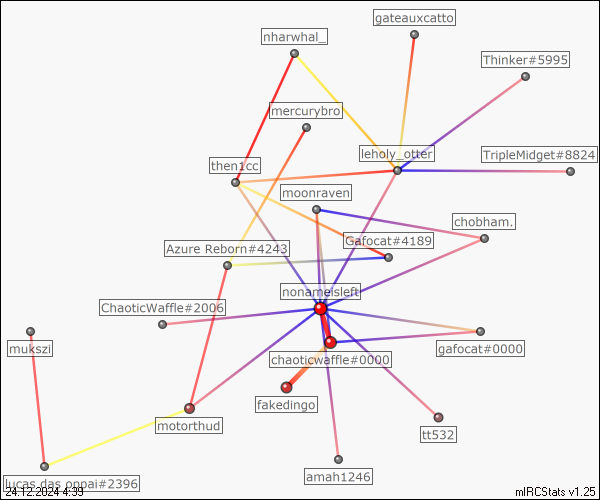 gateauxcatto
nharwhal_
Thinker#5995
mercurybro
leholy_otter
TripleMidget#8824
then1cc
moonraven
chobham.
Gafocat#4189
Azure Reborn#4243
nonameisleft
ChaoticWaffle#2006
mukszi
chaoticwaffle#0000
gafocat#0000
fakedingo
motorthud
tt532
amah1246
lucas.das.oppai#2396
24.12.2024 4:39
mIRCStats v1.25